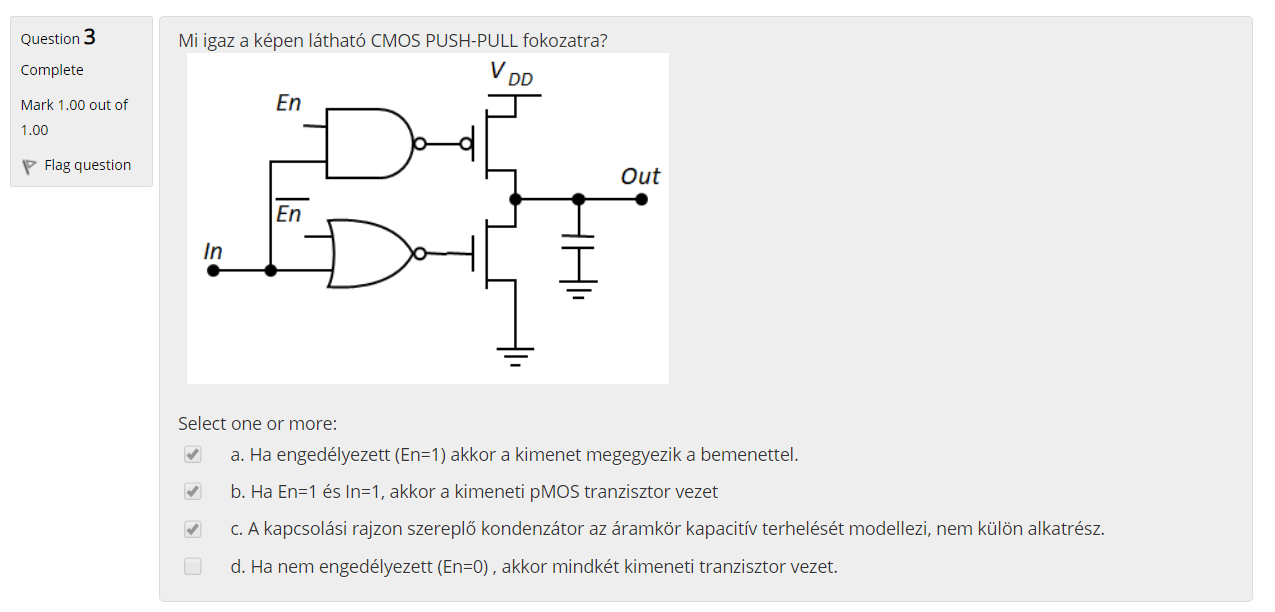 Question 3
Complete
Mark 1.00 out of
1.00
Flag question
Mi igaz a képen látható CMOS PUSH-PULL fokozatra?
V DD
En
Out
En
In
Select one or more:
a. Ha engedélyezett (En=1) akkor a kimenet megegyezik a bemenettel.
b. Ha En=1 és In=1, akkor a kimeneti pMOS tranzisztor vezet
c. A kapcsolási rajzon szereplő kondenzátor az áramkör kapacitív terhelését modellezi, nem külön alkatrész.
d. Ha nem engedélyezett (En=0) , akkor mindkét kimeneti tranzisztor vezet.